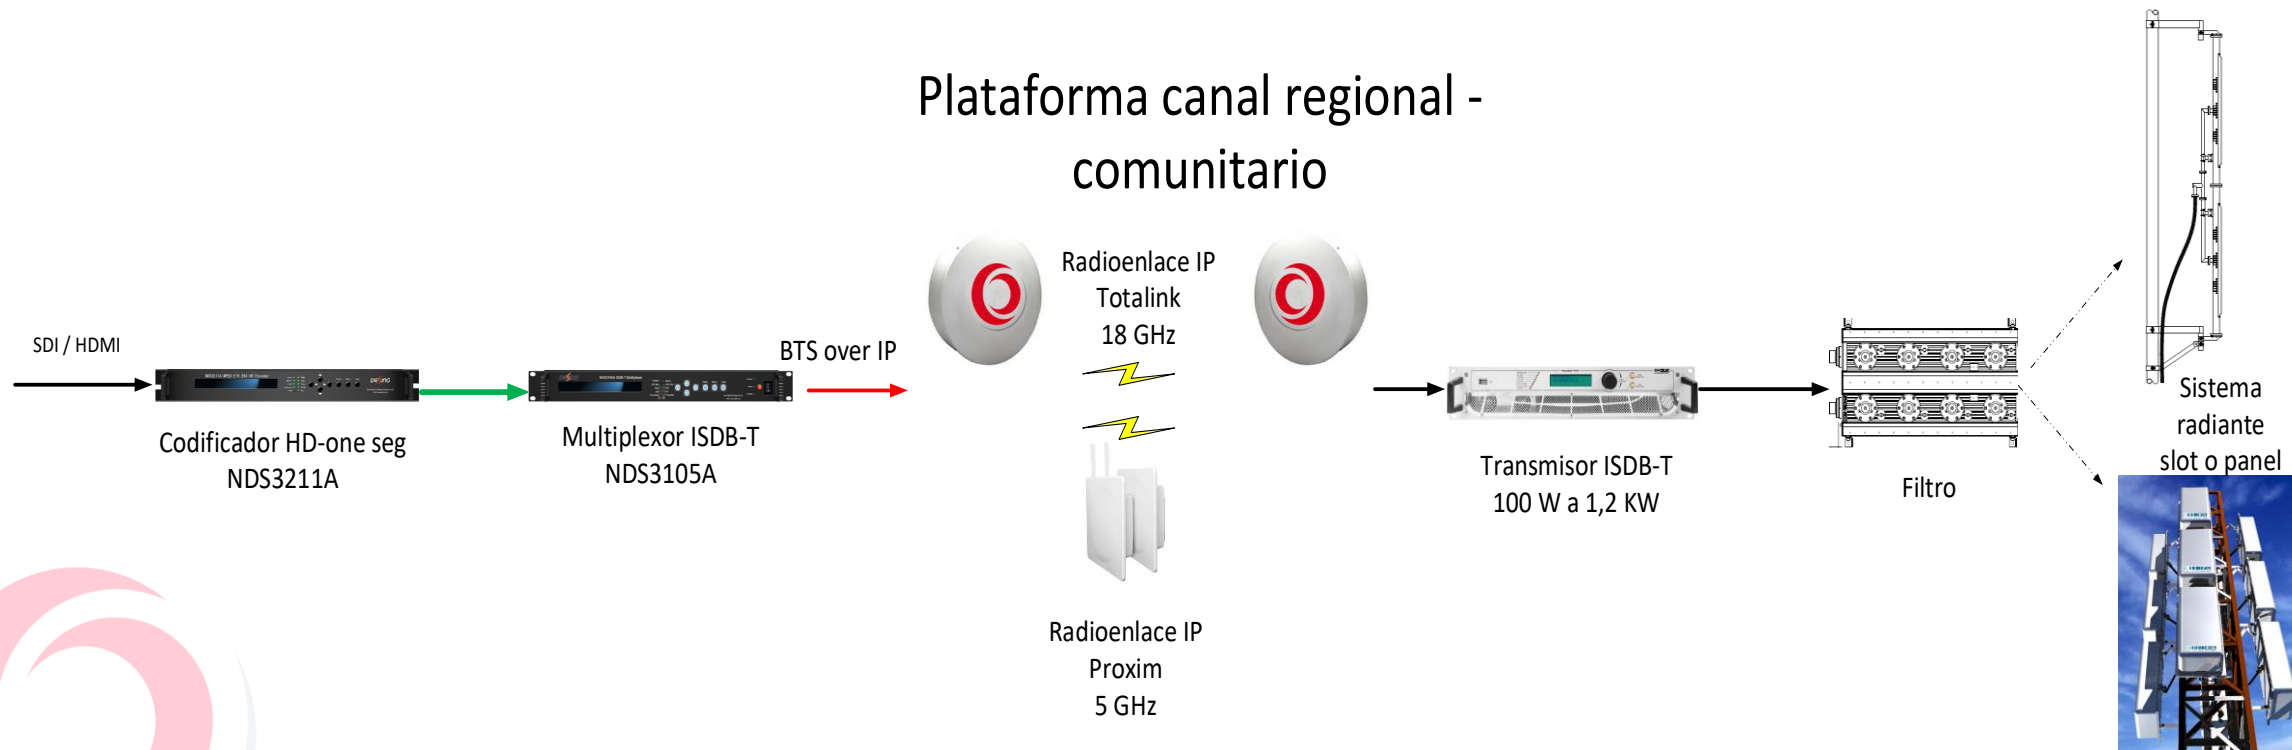 Plataforma canal regional -
comunitario
SDI / HDMI
DESING
Codificador HD-one seg
NDS3211A
Multiplexor ISDB-T
NDS3105A
BTS over IP
Radioenlace IP
Totalink
18 GHz
Radioenlace IP
Proxim
5 GHz
Transmisor ISDB-T
100 W a 1,2 KW
Filtro
Sistema
radiante
slot o panel